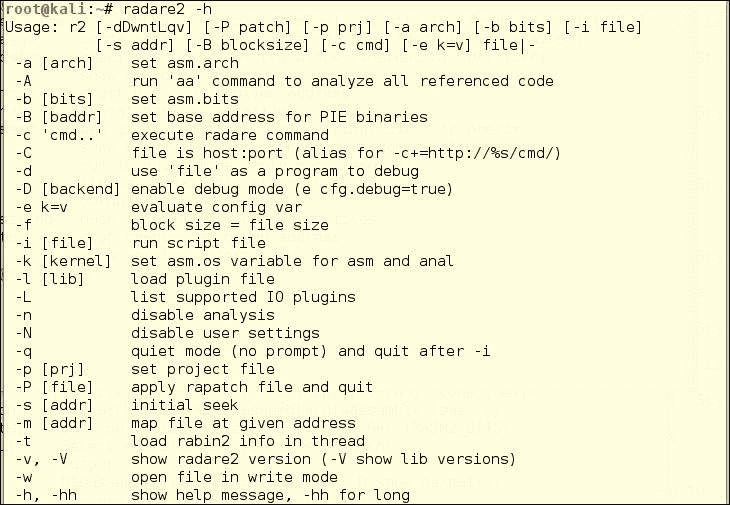 root@kali:~# radare2 -h
Usage: r2 [-dDwntLqv] [-P patch] [-p prj] [-a arch] [-b bits] [-i file]
          [-s addr] [-B blocksize] [-c cmd] [-e k=v] file|-
 -a [arch]    set asm.arch
 -A           run 'aa' command to analyze all referenced code
 -b [bits]    set asm.bits
 -B [baddr]   set base address for PIE binaries
 -c 'cmd..'   execute radare command
 -C           file is host:port (alias for -c+=http://%s/cmd/)
 -d           use 'file' as a program to debug
 -D [backend] enable debug mode (e cfg.debug=true)
 -e k=v       evaluate config var
 -f           block size = file size
 -i [file]    run script file
 -k [kernel]  set asm.os variable for asm and anal
 -l [lib]     load plugin file
 -L           list supported IO plugins
 -n           disable analysis
 -N           disable user settings
 -q           quiet mode (no prompt) and quit after -i
 -p [prj]     set project file
 -P [file]    apply rapatch file and quit
 -s [addr]    initial seek
 -m [addr]    map file at given address
 -t           load rabin2 info in thread
 -v, -V       show radare2 version (-V show lib versions)
 -w           open file in write mode
 -h, -hh      show help message, -hh for long